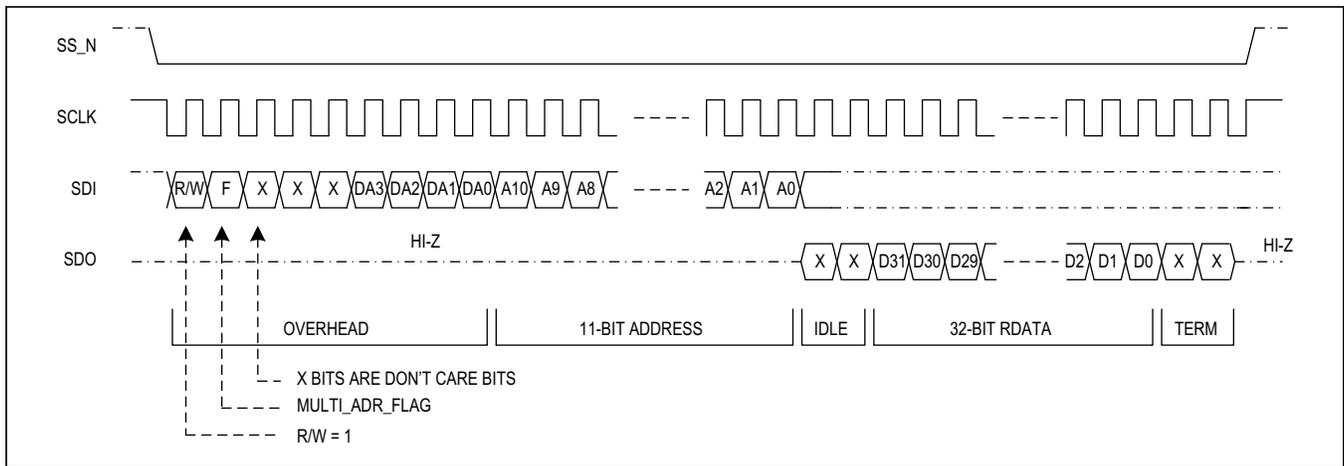 SS_N
SCLK
SDI R/W F X X X DA3 DA2 DA1 DA0 A10 A9 A8 A2 A1 A0
HI-Z HI-Z
SDO X X D31 D30 D29 D2 D1 D0 X X
OVERHEAD 11-BIT ADDRESS IDLE 32-BIT RDATA TERM
X BITS ARE DON'T CARE BITS
MULTI_ADR_FLAG
R/W = 1